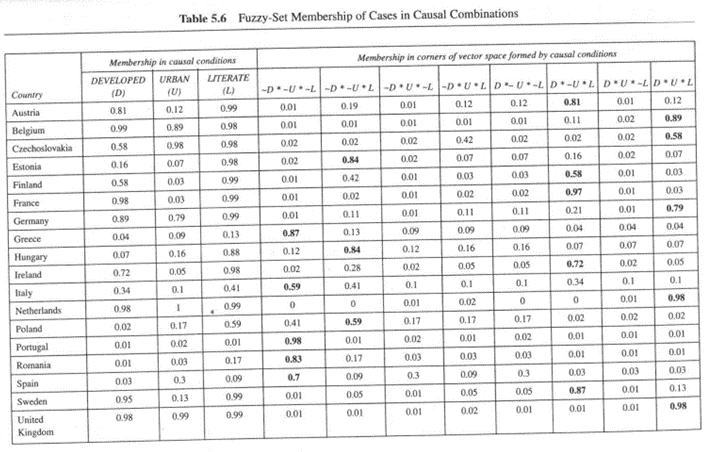 Table 5.6 Fuzzy-Set Membership of Cases in Causal Combinations
Membership in causal conditions Membership in corners of vector space formed by causal conditions
Country DEVELOPED (D) URBAN (U) LITERATE (L) ~D*~U*~L ~D*~U*L ~D*U*~L ~D*U*L D*~U*~L D*~U*L D*U*~L D*U*L
Austria 0.81 0.12 0.99 0.01 0.19 0.01 0.12 0.12 0.81 0.01 0.12
Belgium 0.99 0.89 0.98 0.01 0.01 0.01 0.01 0.01 0.11 0.02 0.89
Czechoslovakia 0.58 0.98 0.98 0.02 0.02 0.02 0.42 0.02 0.02 0.02 0.58
Estonia 0.16 0.07 0.98 0.02 0.84 0.02 0.07 0.07 0.16 0.02 0.07
Finland 0.58 0.03 0.99 0.01 0.42 0.01 0.03 0.03 0.58 0.01 0.03
France 0.98 0.03 0.99 0.01 0.02 0.01 0.02 0.02 0.97 0.01 0.03
Germany 0.89 0.79 0.99 0.01 0.11 0.01 0.11 0.11 0.21 0.01 0.79
Greece 0.04 0.09 0.13 0.87 0.13 0.09 0.09 0.09 0.04 0.04 0.04
Hungary 0.07 0.16 0.88 0.12 0.84 0.12 0.16 0.16 0.07 0.07 0.07
Ireland 0.72 0.05 0.98 0.02 0.28 0.02 0.05 0.05 0.72 0.02 0.05
Italy 0.34 0.1 0.41 0.59 0.41 0.1 0.1 0.1 0.34 0.1 0.1
Netherlands 0.98 1 0.99 0 0 0.01 0.02 0 0 0.01 0.98
Poland 0.02 0.17 0.59 0.41 0.59 0.17 0.17 0.17 0.02 0.02 0.02
Portugal 0.01 0.02 0.01 0.98 0.01 0.02 0.01 0.02 0.01 0.01 0.01
Romania 0.01 0.03 0.17 0.83 0.17 0.03 0.03 0.03 0.01 0.01 0.01
Spain 0.03 0.3 0.09 0.7 0.09 0.3 0.09 0.3 0.03 0.03 0.03
Sweden 0.95 0.13 0.99 0.01 0.05 0.01 0.05 0.05 0.87 0.01 0.13
United Kingdom 0.98 0.99 0.99 0.01 0.01 0.01 0.02 0.01 0.01 0.01 0.98